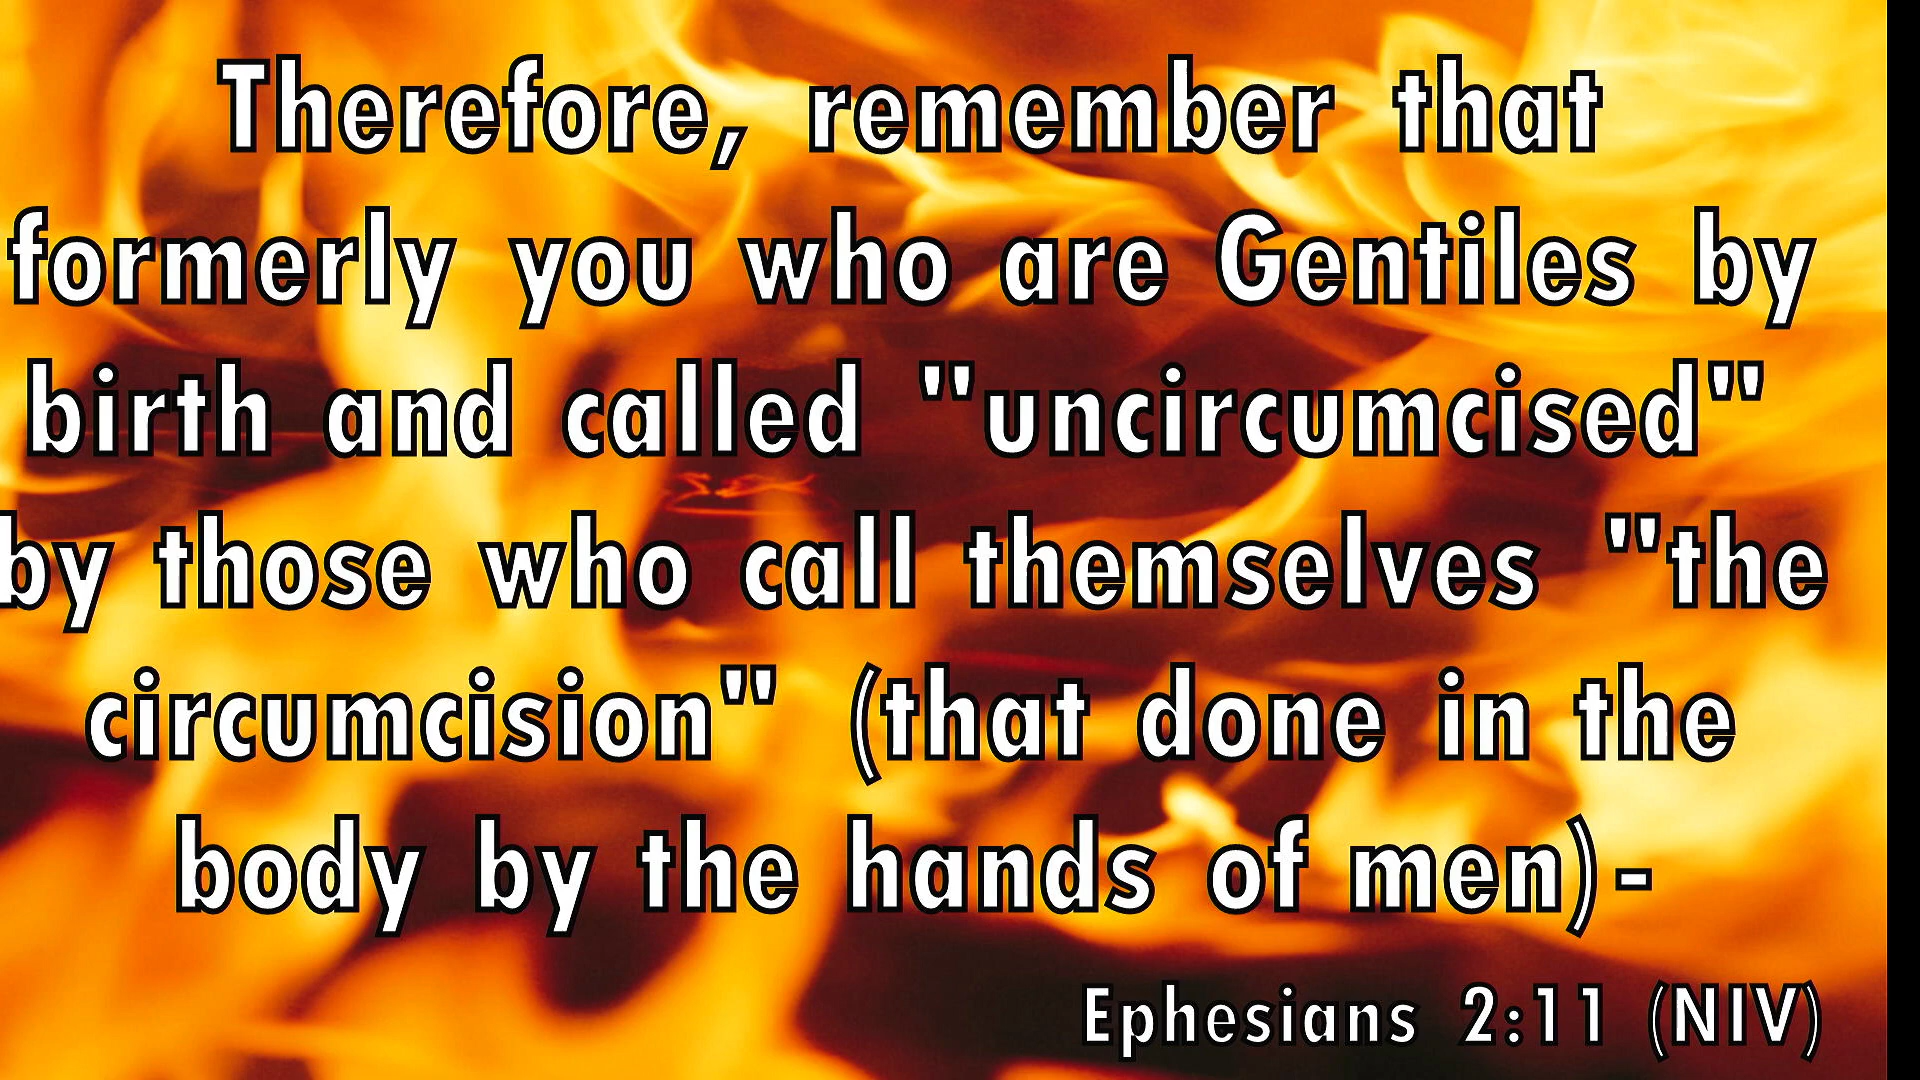 Therefore, remember that
formerly you who are Gentiles by
birth and called "uncircumcised"
by those who call themselves "the
circumcision" (that done in the
body by the hands of men)-
Ephesians 2:11 (NIV)